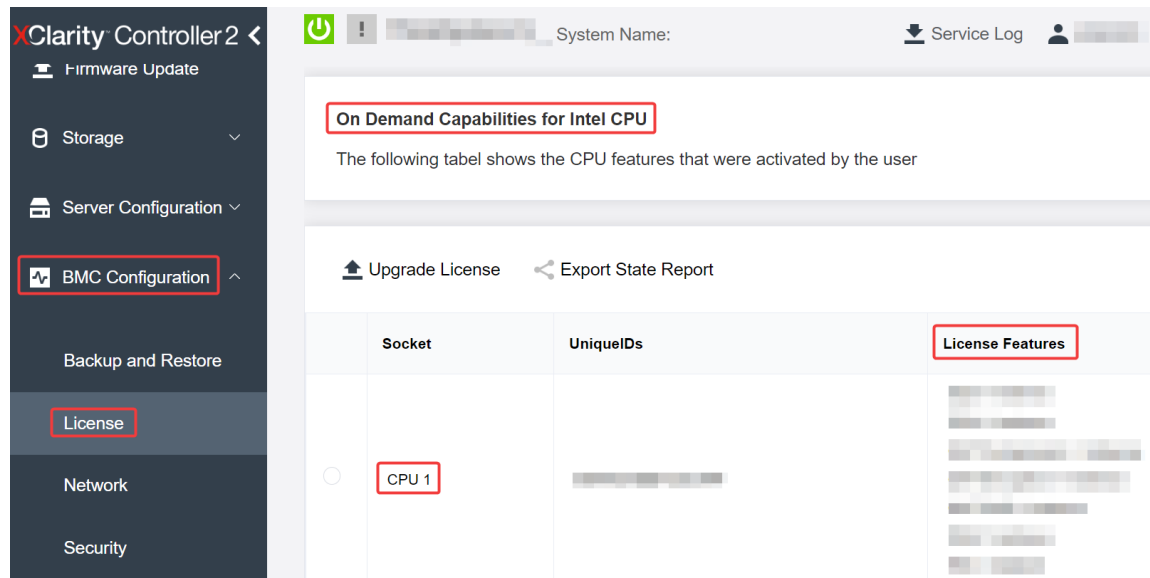 XClarity Controller 2
Firmware Update
Storage
Server Configuration
BMC Configuration
Backup and Restore
License
Network
Security
System Name:
Service Log
On Demand Capabilities for Intel CPU
The following tabel shows the CPU features that were activated by the user
Upgrade License
Export State Report
Socket
UniqueIDs
License Features
CPU 1